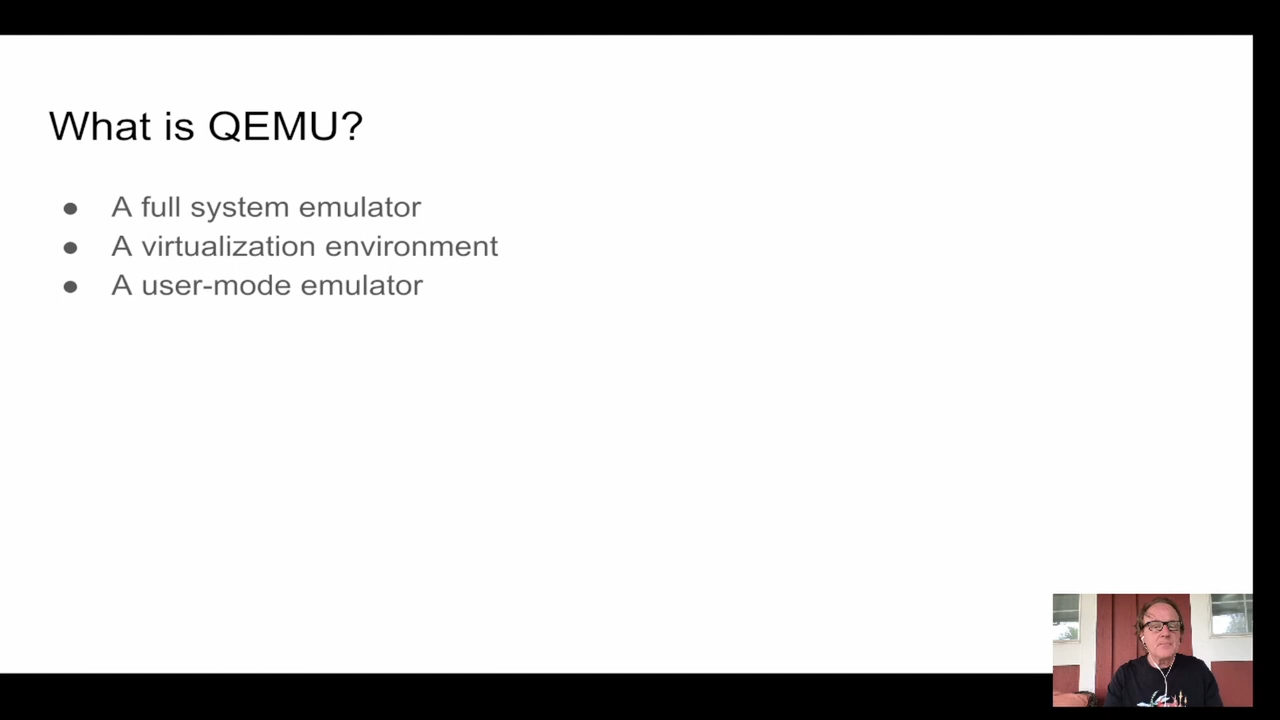 What is QEMU?
● A full system emulator
● A virtualization environment
● A user-mode emulator